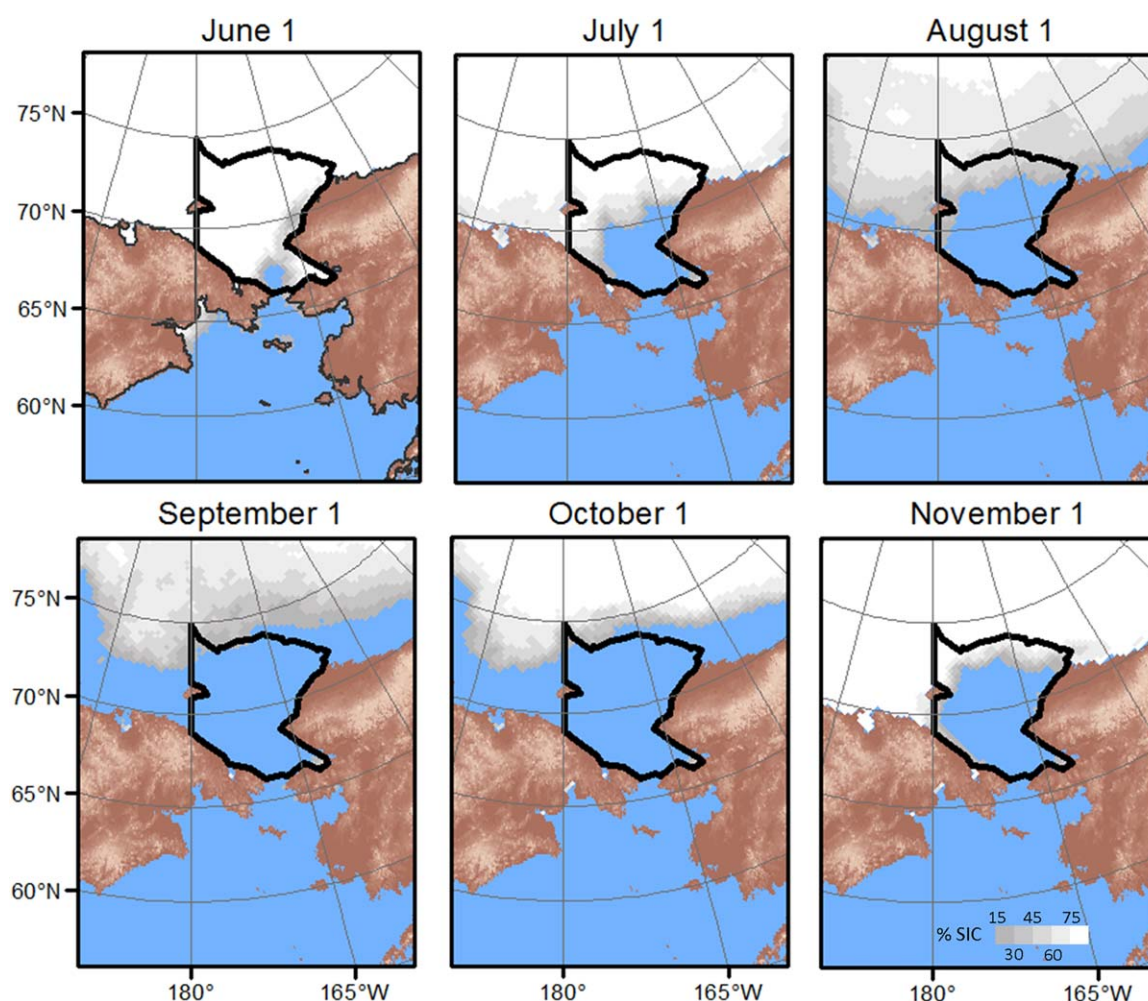 June 1
July 1
August 1
75°N
70°N
65°N
60°N
September 1
October 1
November 1
75°N
70°N
65°N
60°N
15 45 75
% SIC
30 60
180° 165°W 180° 165°W 180° 165°W